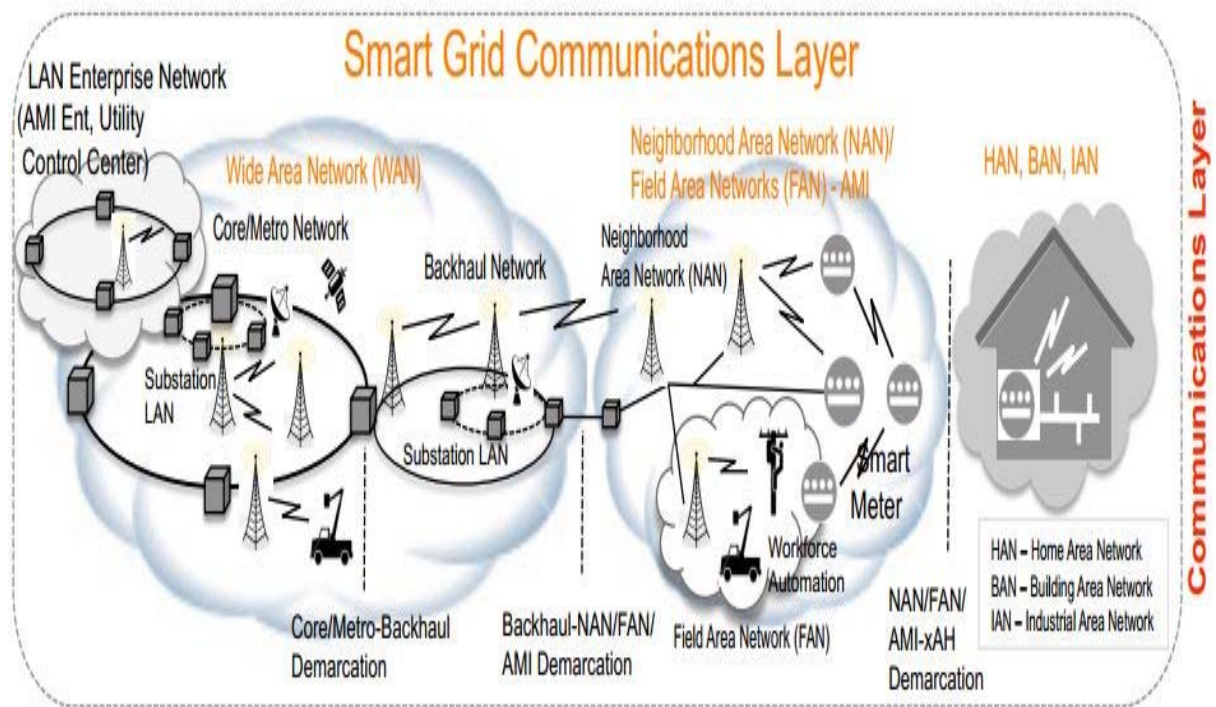 Smart Grid Communications Layer
LAN Enterprise Network
(AMI Ent, Utility
Control Center)
Wide Area Network (WAN)
Core/Metro Network
Backhaul Network
Substation
LAN
Substation LAN
Neighborhood Area Network (NAN)/
Field Area Networks (FAN) - AMI
Neighborhood
Area Network (NAN)
Smart
Meter
Workforce
Automation
Field Area Network (FAN)
HAN, BAN, IAN
HAN – Home Area Network
BAN – Building Area Network
IAN – Industrial Area Network
Core/Metro-Backhaul
Demarcation
Backhaul-NAN/FAN/
AMI Demarcation
NAN/FAN/
AMI-xAH
Demarcation
Communications Layer